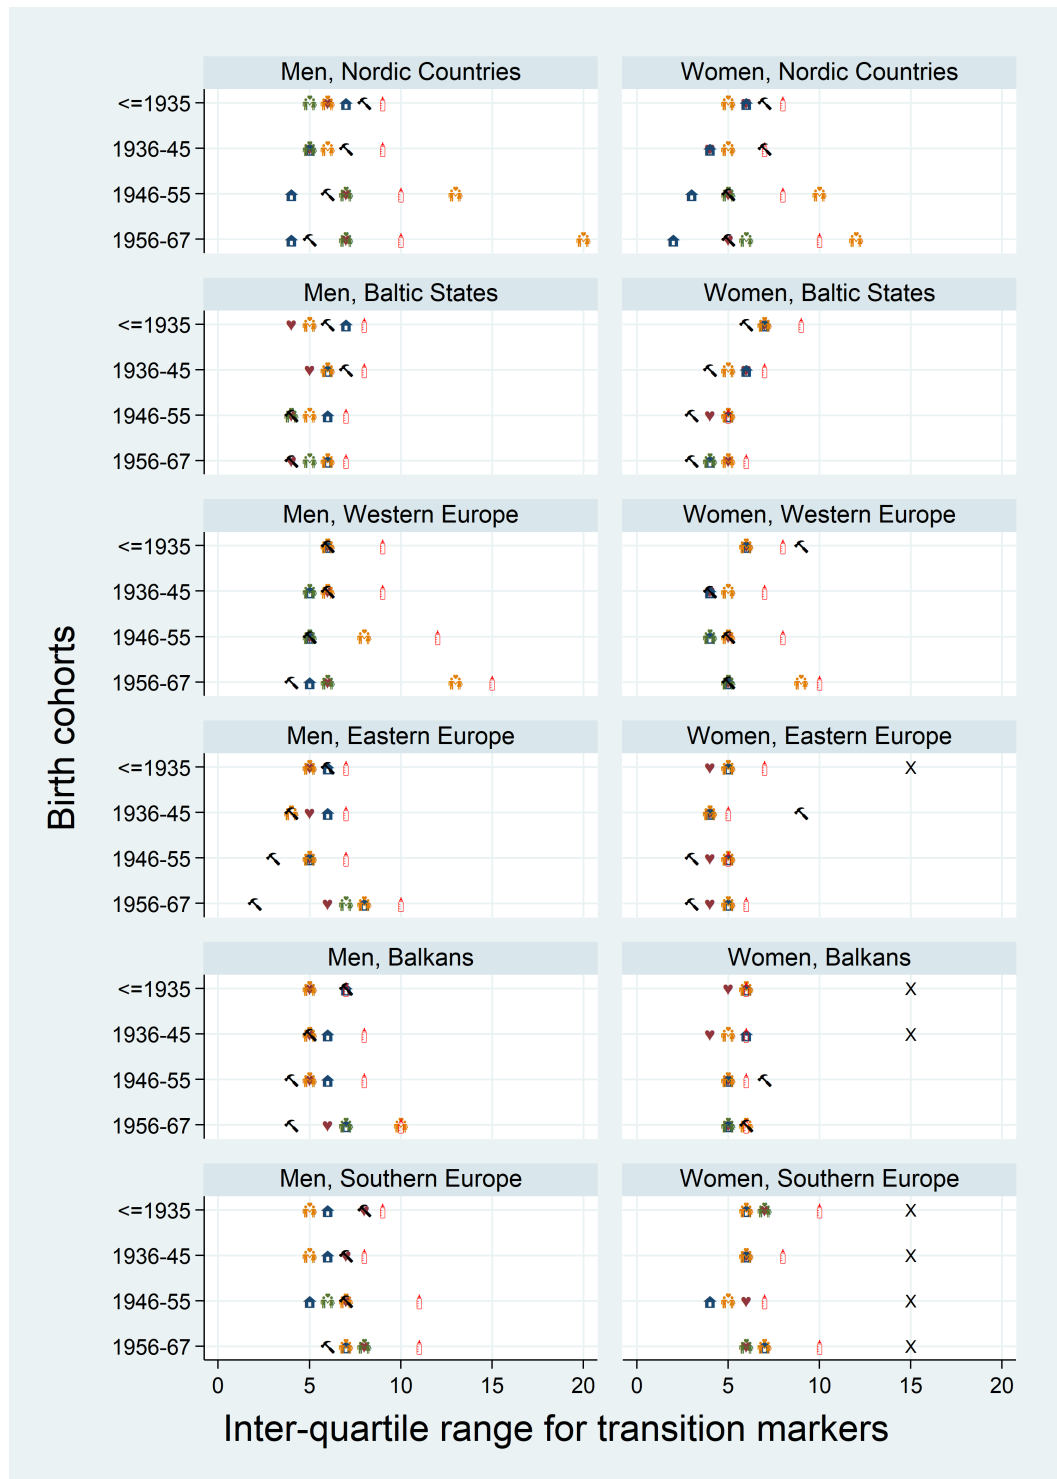 Men, Nordic Countries Women, Nordic Countries
<=1935
1936-45
1946-55
1956-67
Men, Baltic States Women, Baltic States
<=1935
1936-45
1946-55
1956-67
Men, Western Europe Women, Western Europe
<=1935
1936-45
1946-55
1956-67
Men, Eastern Europe Women, Eastern Europe
<=1935 X
1936-45
1946-55
1956-67
Men, Balkans Women, Balkans
<=1935 X
1936-45 X
1946-55
1956-67
Men, Southern Europe Women, Southern Europe
<=1935 X
1936-45 X
1946-55 X
1956-67 X
0 5 10 15 20 0 5 10 15 20
Birth cohorts
Inter-quartile range for transition markers